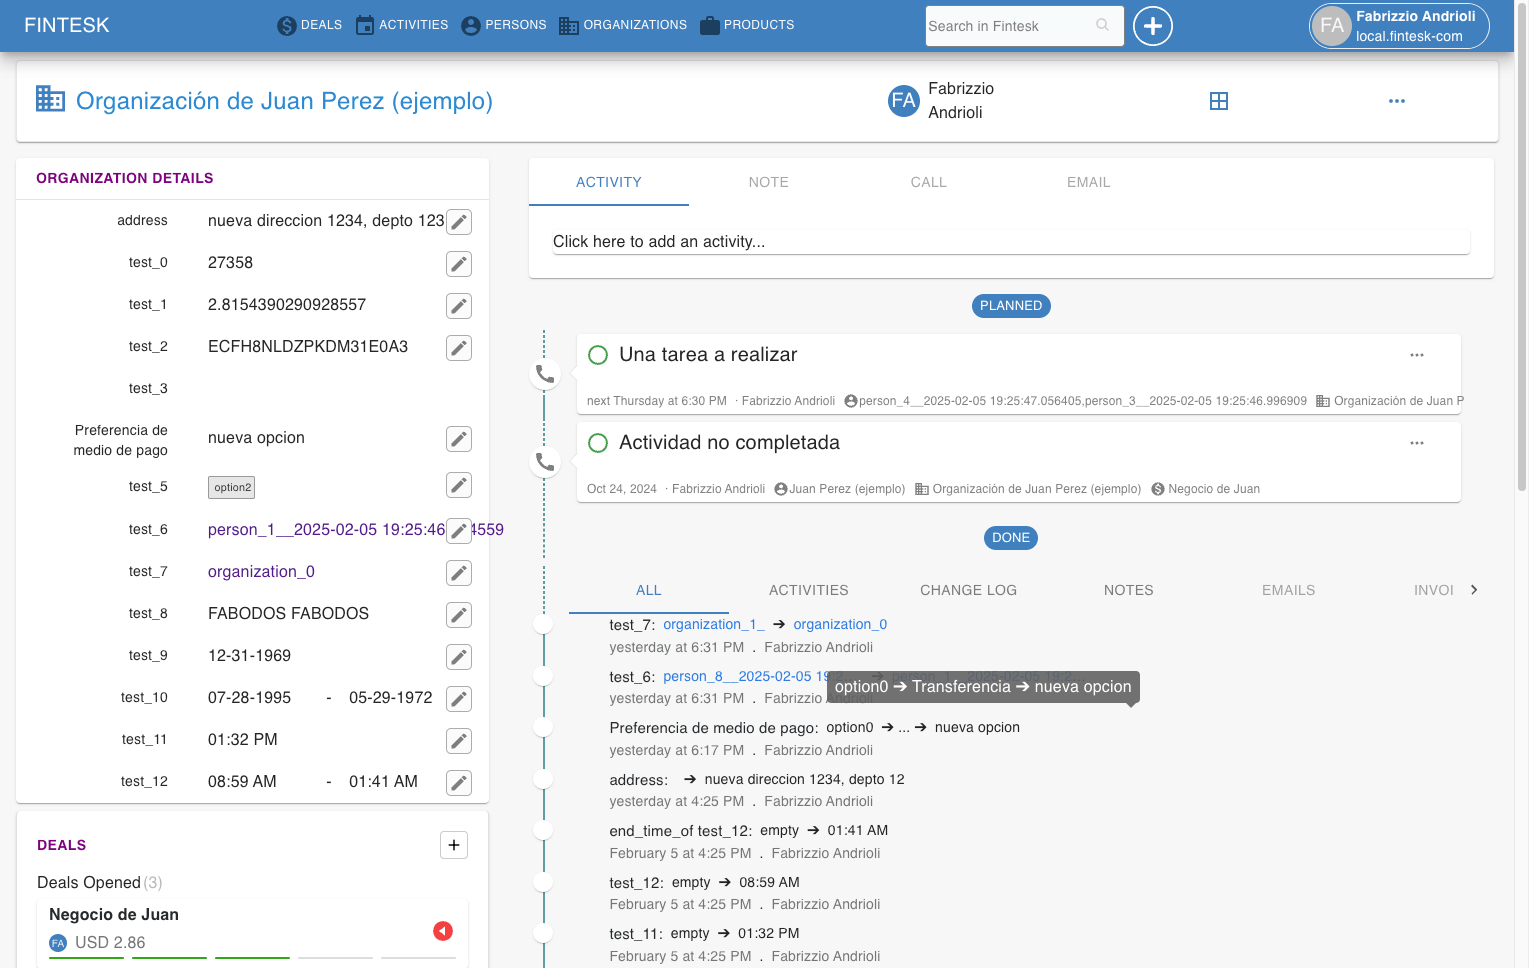 FINTESK
DEALS
ACTIVITIES
PERSONS
ORGANIZATIONS
PRODUCTS
Search in Fintesk
FA
Fabrizzio Andrioli
local.fintesk-com
Organización de Juan Perez (ejemplo)
FA
Fabrizzio
Andrioli
ORGANIZATION DETAILS
address nueva direccion 1234, depto 123
test_0 27358
test_1 2.8154390290928557
test_2 ECFH8NLDZPKDM31E0A3
test_3
Preferencia de
medio de pago nueva opcion
test_5 option2
test_6 person_1__2025-02-05 19:25:46 4559
test_7 organization_0
test_8 FABODOS FABODOS
test_9 12-31-1969
test_10 07-28-1995 - 05-29-1972
test_11 01:32 PM
test_12 08:59 AM - 01:41 AM
DEALS
+
Deals Opened (3)
Negocio de Juan
FA USD 2.86
ACTIVITY NOTE CALL EMAIL
Click here to add an activity...
PLANNED
Una tarea a realizar
next Thursday at 6:30 PM · Fabrizzio Andrioli person_4__2025-02-05 19:25:47.056405,person_3__2025-02-05 19:25:46.996909 Organización de Juan P
Actividad no completada
Oct 24, 2024 · Fabrizzio Andrioli Juan Perez (ejemplo) Organización de Juan Perez (ejemplo) Negocio de Juan
DONE
ALL ACTIVITIES CHANGE LOG NOTES EMAILS INVOI
test_7: organization_1_ ➔ organization_0
yesterday at 6:31 PM . Fabrizzio Andrioli
test_6: person_8__2025-02-05 19:2... ➔ person_1__2025-02-05 19:2...
yesterday at 6:31 PM . Fabrizzio An
option0 ➔ Transferencia ➔ nueva opcion
Preferencia de medio de pago: option0 ➔ ... ➔ nueva opcion
yesterday at 6:17 PM . Fabrizzio Andrioli
address: ➔ nueva direccion 1234, depto 12
yesterday at 4:25 PM . Fabrizzio Andrioli
end_time_of test_12: empty ➔ 01:41 AM
February 5 at 4:25 PM . Fabrizzio Andrioli
test_12: empty ➔ 08:59 AM
February 5 at 4:25 PM . Fabrizzio Andrioli
test_11: empty ➔ 01:32 PM
February 5 at 4:25 PM . Fabrizzio Andrioli